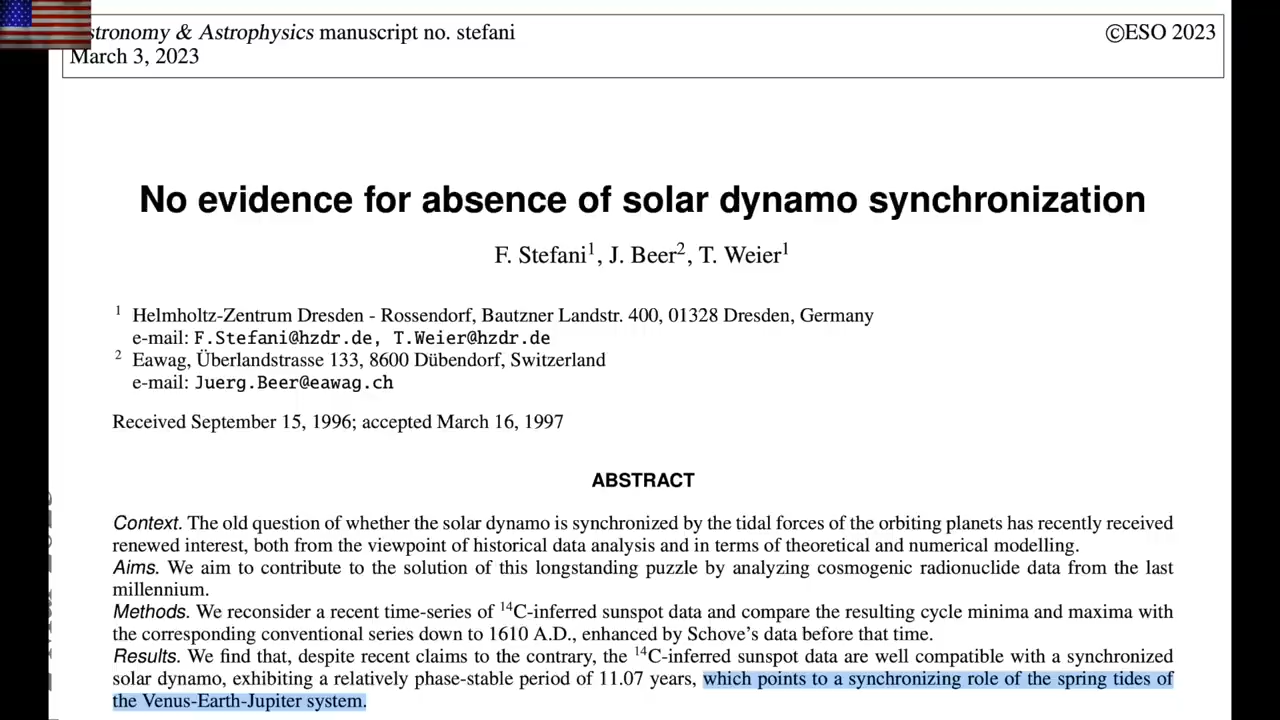 stronomy & Astrophysics manuscript no. stefani
©ESO 2023
March 3, 2023
No evidence for absence of solar dynamo synchronization
F. Stefani¹, J. Beer², T. Weier¹
¹ Helmholtz-Zentrum Dresden - Rossendorf, Bautzner Landstr. 400, 01328 Dresden, Germany
e-mail: F.Stefani@hzdr.de, T.Weier@hzdr.de
² Eawag, Überlandstrasse 133, 8600 Dübendorf, Switzerland
e-mail: Juerg.Beer@eawag.ch
Received September 15, 1996; accepted March 16, 1997
ABSTRACT
Context. The old question of whether the solar dynamo is synchronized by the tidal forces of the orbiting planets has recently received
renewed interest, both from the viewpoint of historical data analysis and in terms of theoretical and numerical modelling.
Aims. We aim to contribute to the solution of this longstanding puzzle by analyzing cosmogenic radionuclide data from the last
millennium.
Methods. We reconsider a recent time-series of ¹⁴C-inferred sunspot data and compare the resulting cycle minima and maxima with
the corresponding conventional series down to 1610 A.D., enhanced by Schove's data before that time.
Results. We find that, despite recent claims to the contrary, the ¹⁴C-inferred sunspot data are well compatible with a synchronized
solar dynamo, exhibiting a relatively phase-stable period of 11.07 years, which points to a synchronizing role of the spring tides of
the Venus-Earth-Jupiter system.